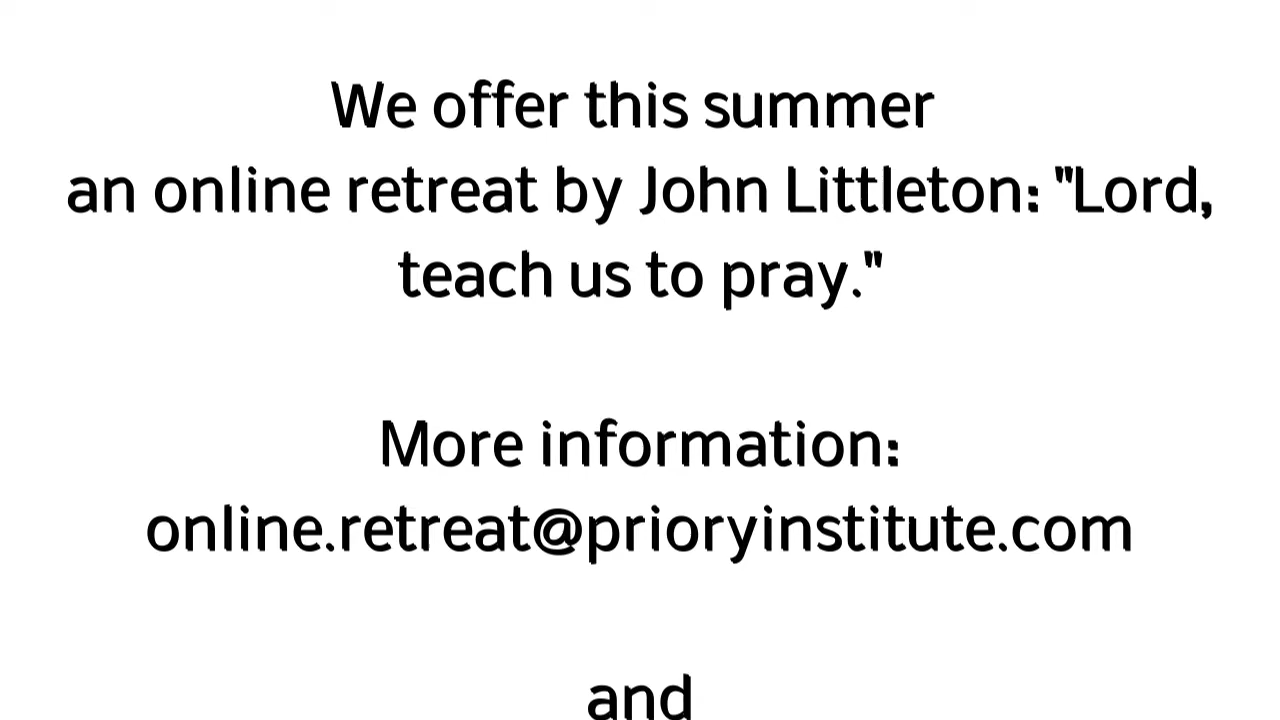 We offer this summer
an online retreat by John Littleton: "Lord,
teach us to pray."
More information:
online.retreat@prioryinstitute.com
and